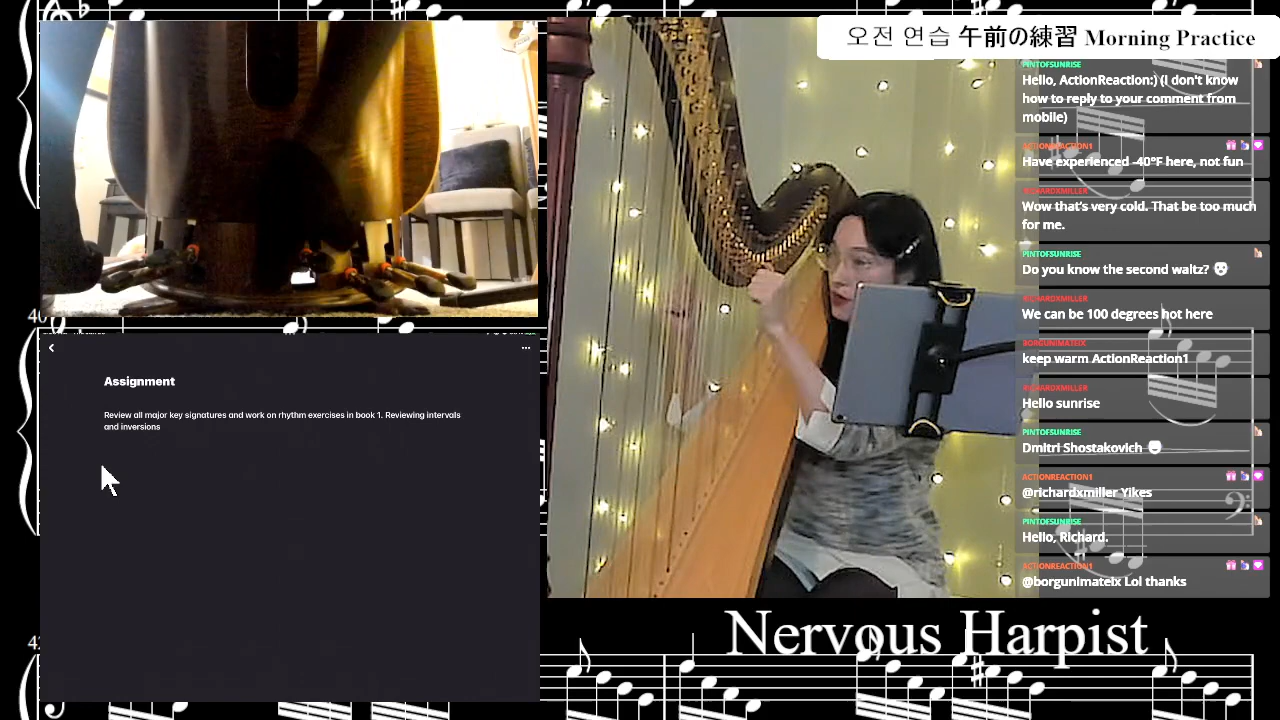 오전 연습 午前の練習 Morning Practice
PINTOFSUNRISE
Hello, ActionReaction:) (I don't know
how to reply to your comment from
mobile)
ACTIONREACTION1
Have experienced -40°F here, not fun
RICHARDXMILLER
Wow that's very cold. That be too much
for me.
PINTOFSUNRISE
Do you know the second waltz?
RICHARDXMILLER
We can be 100 degrees hot here
BORGUNIMATEIX
keep warm ActionReaction1
RICHARDXMILLER
Hello sunrise
PINTOFSUNRISE
Dmitri Shostakovich
ACTIONREACTION1
@richardxmiller Yikes
PINTOFSUNRISE
Hello, Richard.
ACTIONREACTION1
@borgunimateix Lol thanks
Assignment
Review all major key signatures and work on rhythm exercises in book 1. Reviewing intervals
and inversions
Nervous Harpist